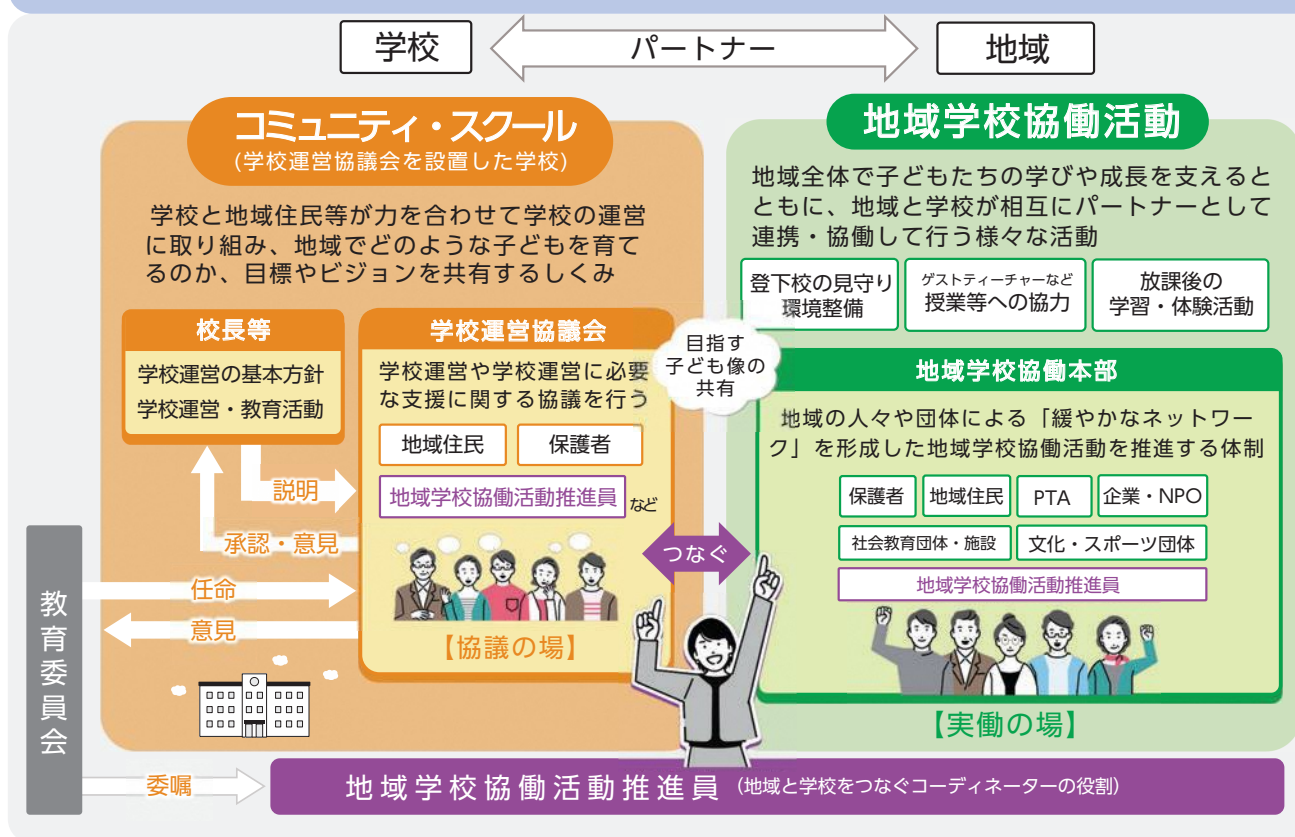 学校
パートナー
地域
コミュニティ・スクール
(学校運営協議会を設置した学校)
学校と地域住民等が力を合わせて学校の運営
に取り組み、地域でどのような子どもを育て
るのか、目標やビジョンを共有するしくみ
校長等
学校運営の基本方針
学校運営・教育活動
学校運営協議会
学校運営や学校運営に必要
な支援に関する協議を行う
地域住民
保護者
地域学校協働活動推進員
など
説明
承認・意見
任命
意見
【協議の場】
教育委員会
目指す
子ども像の
共有
つなぐ
地域学校協働活動
地域全体で子どもたちの学びや成長を支えると
ともに、地域と学校が相互にパートナーとして
連携・協働して行う様々な活動
登下校の見守り
環境整備
ゲストティーチャーなど
授業等への協力
放課後の
学習・体験活動
地域学校協働本部
地域の人々や団体による「緩やかなネットワー
ク」を形成した地域学校協働活動を推進する体制
保護者
地域住民
PTA
企業・NPO
社会教育団体・施設
文化・スポーツ団体
地域学校協働活動推進員
【実働の場】
委嘱
地域学校協働活動推進員(地域と学校をつなぐコーディネーターの役割)